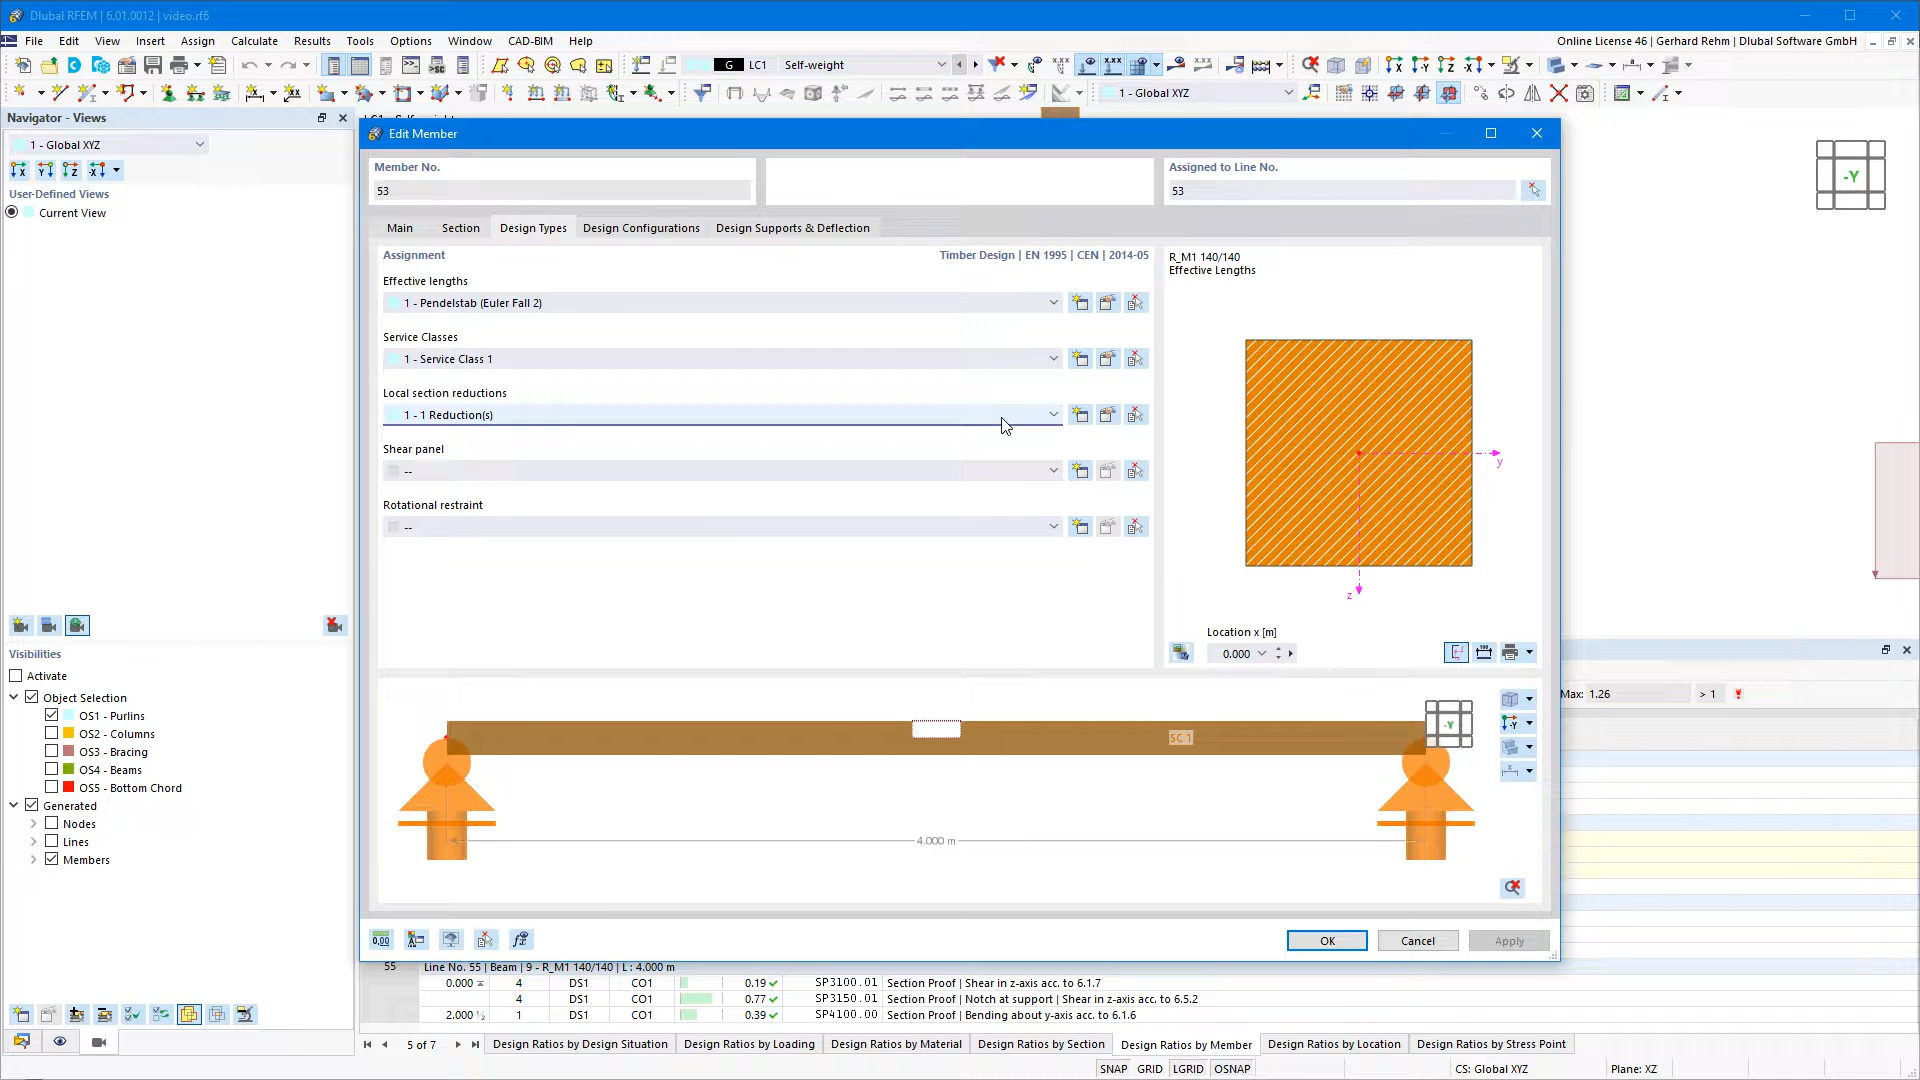 Dlubal RFEM | 6.01.0012 | video.rf6
File Edit View Insert Assign Calculate Results Tools Options Window CAD-BIM Help
Online License 46 | Gerhard Rehm | Dlubal Software GmbH
G LC1 Self-weight
1 - Global XYZ
Navigator - Views
1 - Global XYZ
User-Defined Views
Current View
-Y
Edit Member
Member No.
53
Assigned to Line No.
53
Main Section Design Types Design Configurations Design Supports & Deflection
Assignment
Timber Design | EN 1995 | CEN | 2014-05
Effective lengths
1 - Pendelstab (Euler Fall 2)
Service Classes
1 - Service Class 1
Local section reductions
1 - 1 Reduction(s)
Shear panel
--
Rotational restraint
--
R_M1 140/140
Effective Lengths
y
z
Location x [m]
0.000
SC 1
-Y
4.000 m
OK Cancel Apply
Max: 1.26 > 1
Visibilities
Activate
Object Selection
OS1 - Purlins
OS2 - Columns
OS3 - Bracing
OS4 - Beams
OS5 - Bottom Chord
Generated
Nodes
Lines
Members
55 Line No. 55 | Beam | 9 - R_M1 140/140 | L : 4.000 m
0.000 4 DS1 CO1 0.19 SP3100.01 Section Proof | Shear in z-axis acc. to 6.1.7
4 DS1 CO1 0.77 SP3150.01 Section Proof | Notch at support | Shear in z-axis acc. to 6.5.2
2.000 ½ 1 DS1 CO1 0.39 SP4100.00 Section Proof | Bending about y-axis acc. to 6.1.6
5 of 7 Design Ratios by Design Situation Design Ratios by Loading Design Ratios by Material Design Ratios by Section Design Ratios by Member Design Ratios by Location Design Ratios by Stress Point
SNAP GRID LGRID OSNAP CS: Global XYZ Plane: XZ